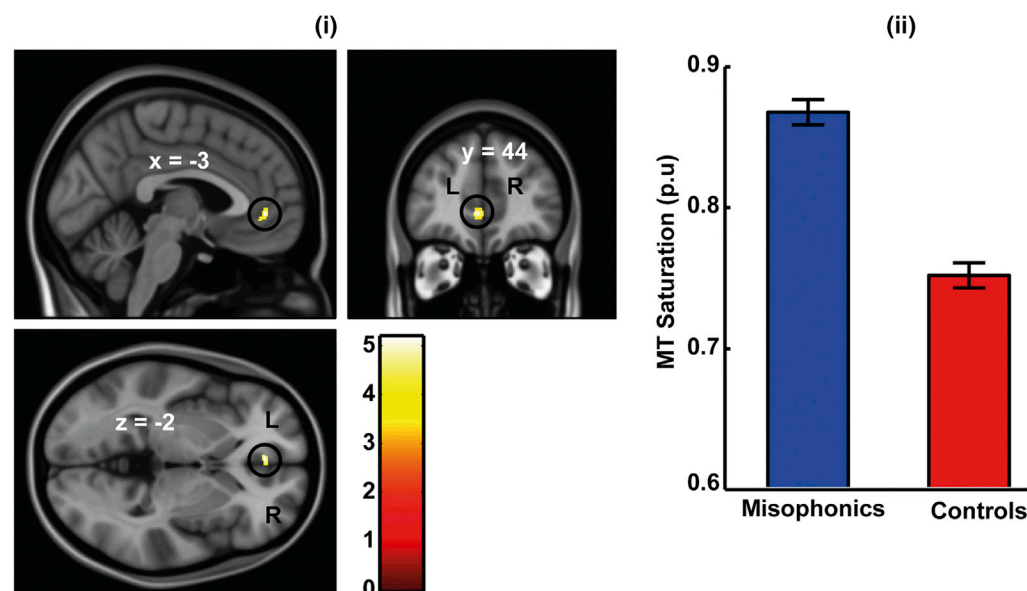 (i)
x = -3
y = 44
L
R
z = -2
L
R
5
4
3
2
1
0
(ii)
MT Saturation (p.u)
0.9
0.8
0.7
0.6
Misophonics
Controls